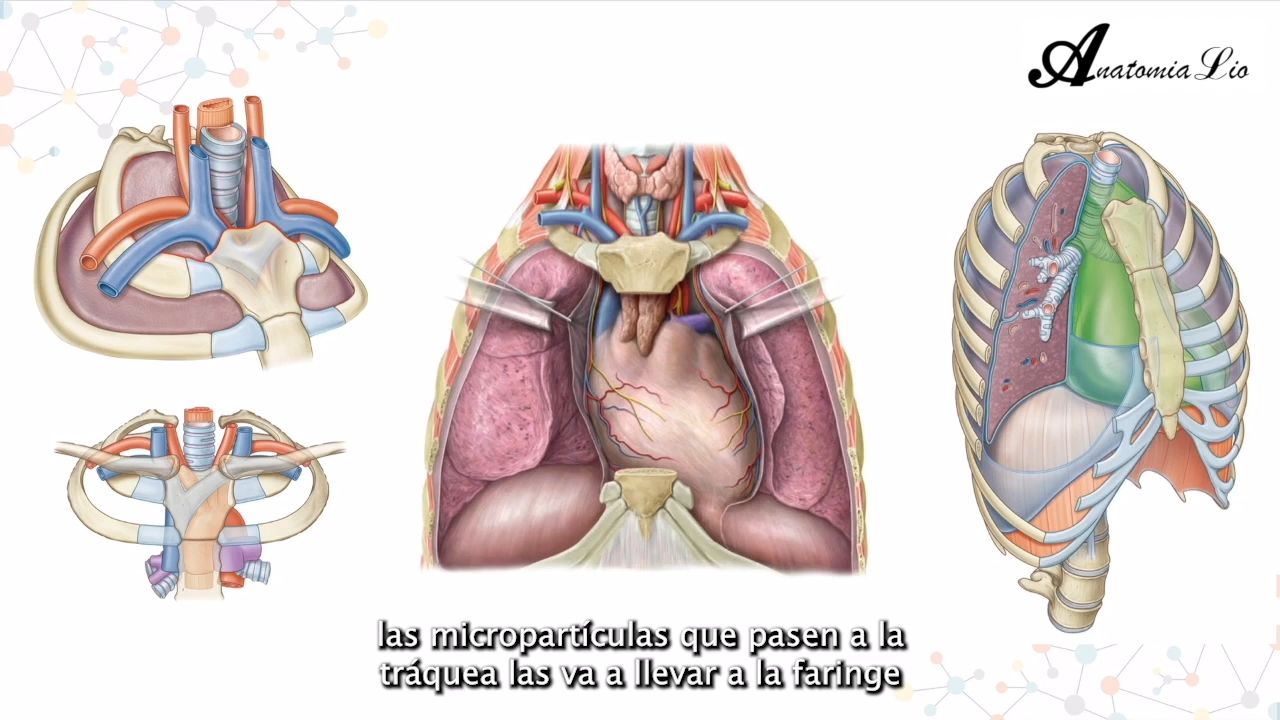 Anatomia Lio
las micropartículas que pasen a la
tráquea las va a llevar a la faringe